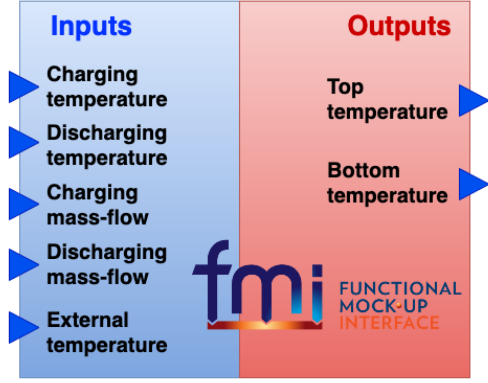 Inputs
Charging
temperature
Discharging
temperature
Charging
mass-flow
Discharging
mass-flow
External
temperature
Outputs
Top
temperature
Bottom
temperature
fmi
FUNCTIONAL
MOCK-UP
INTERFACE